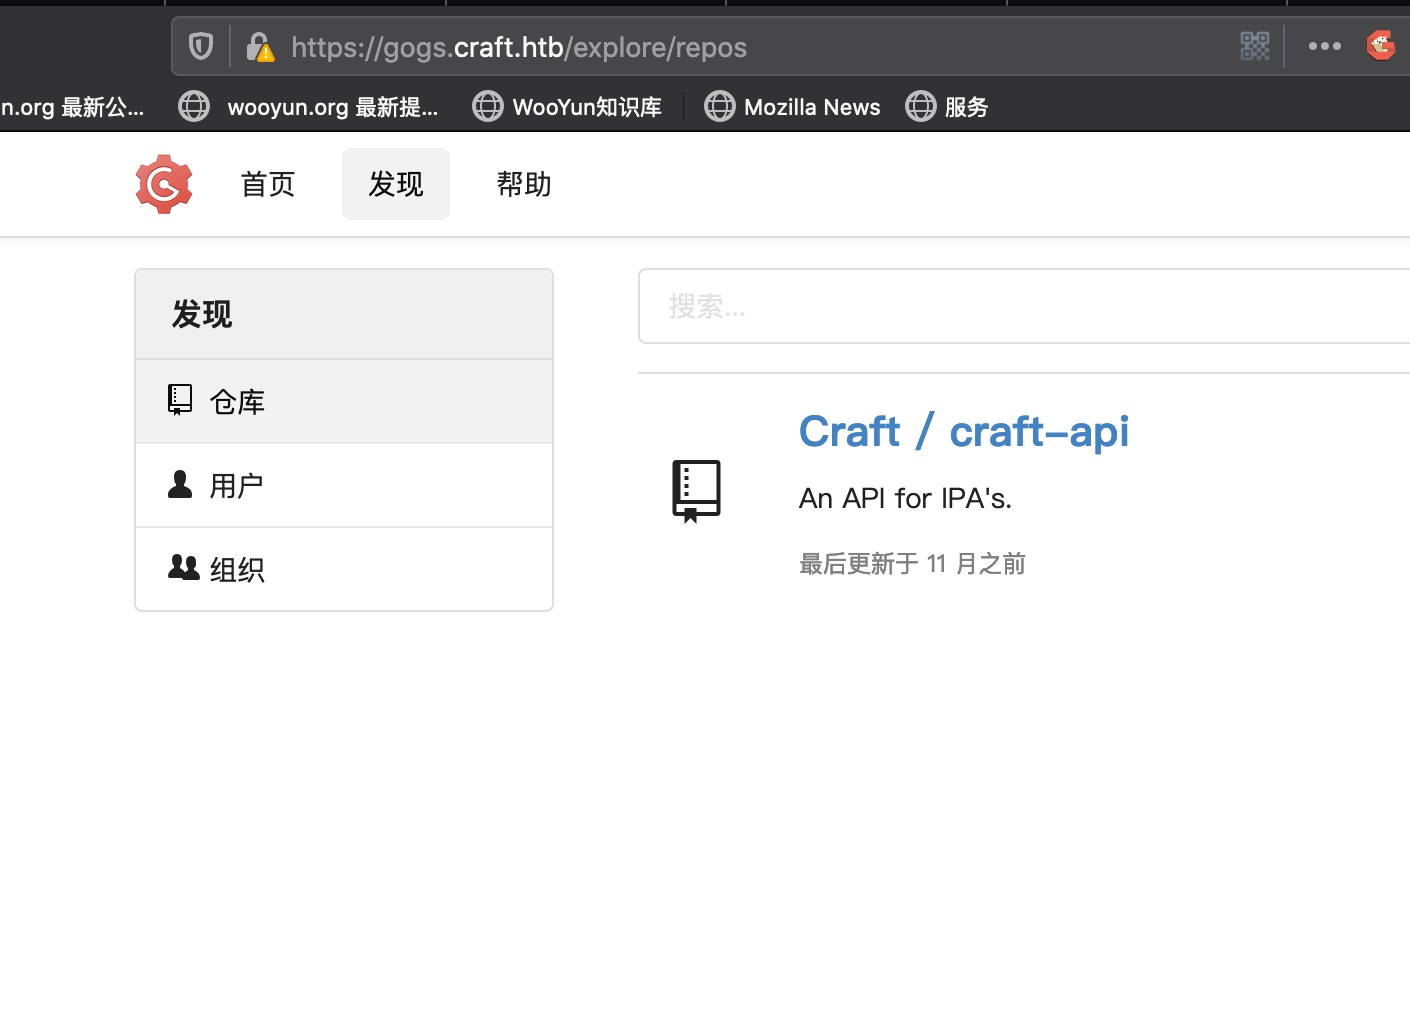 https://gogs.craft.htb/explore/repos
n.org 最新公... wooyun.org 最新提... WooYun知识库 Mozilla News 服务
首页 发现 帮助
发现
仓库
用户
组织
搜索...
Craft / craft-api
An API for IPA's.
最后更新于 11 月之前